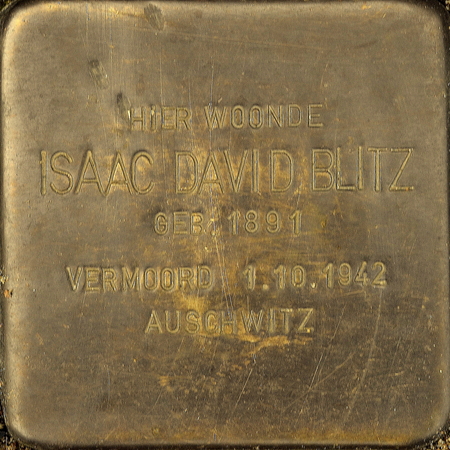 HIER WOONDE
ISAAC DAVID BLITZ
GEB. 1891
VERMOORD 1.10.1942
AUSCHWITZ